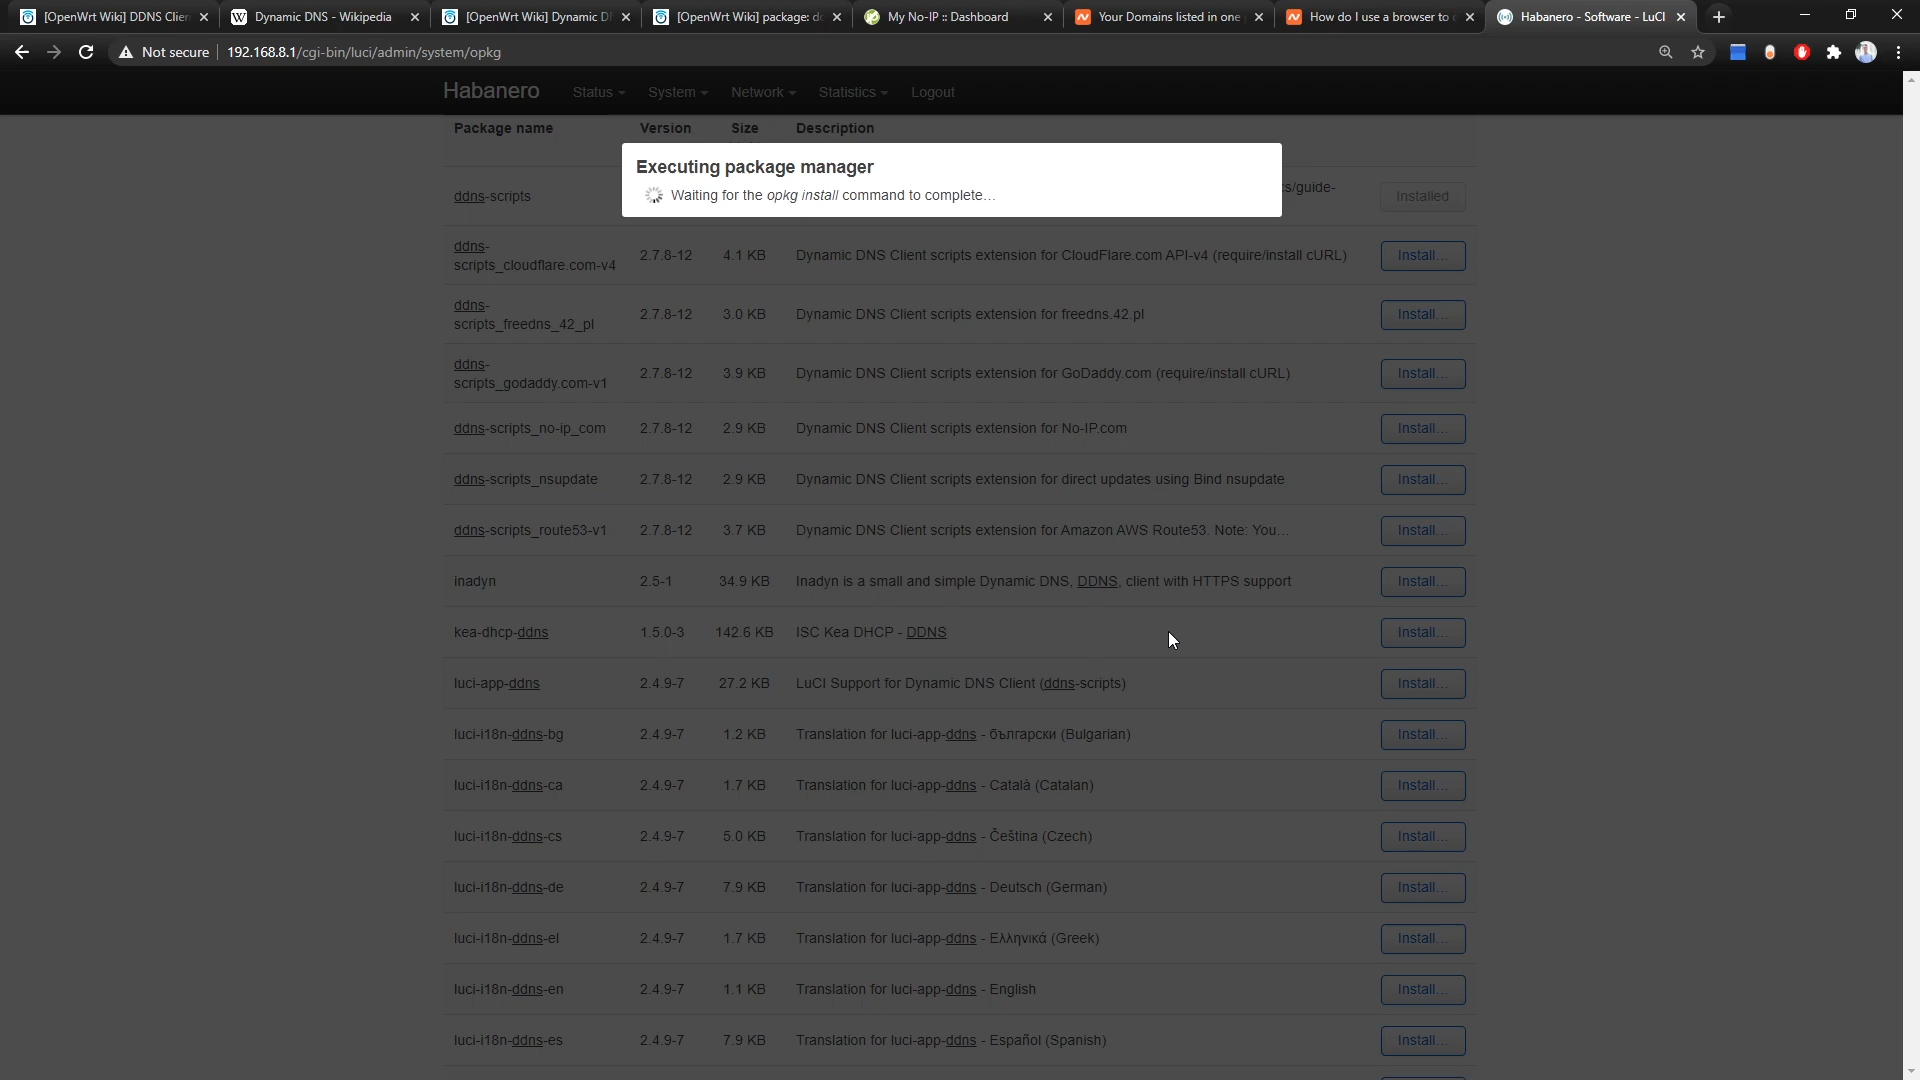 [OpenWrt Wiki] DDNS Clien
Dynamic DNS - Wikipedia
[OpenWrt Wiki] Dynamic D
[OpenWrt Wiki] package: d
My No-IP :: Dashboard
Your Domains listed in one
How do I use a browser to
Habanero - Software - LuCI
Not secure 192.168.8.1/cgi-bin/luci/admin/system/opkg
Habanero Status System Network Statistics Logout
Package name Version Size Description
Executing package manager
Waiting for the opkg install command to complete…
ddns-scripts s/guide- Installed
ddns-
scripts_cloudflare.com-v4 2.7.8-12 4.1 KB Dynamic DNS Client scripts extension for CloudFlare.com API-v4 (require/install cURL) Install...
ddns-
scripts_freedns_42_pl 2.7.8-12 3.0 KB Dynamic DNS Client scripts extension for freedns.42.pl Install...
ddns-
scripts_godaddy.com-v1 2.7.8-12 3.9 KB Dynamic DNS Client scripts extension for GoDaddy.com (require/install cURL) Install...
ddns-scripts_no-ip_com 2.7.8-12 2.9 KB Dynamic DNS Client scripts extension for No-IP.com Install...
ddns-scripts_nsupdate 2.7.8-12 2.9 KB Dynamic DNS Client scripts extension for direct updates using Bind nsupdate Install...
ddns-scripts_route53-v1 2.7.8-12 3.7 KB Dynamic DNS Client scripts extension for Amazon AWS Route53. Note: You… Install...
inadyn 2.5-1 34.9 KB Inadyn is a small and simple Dynamic DNS, DDNS, client with HTTPS support Install...
kea-dhcp-ddns 1.5.0-3 142.6 KB ISC Kea DHCP - DDNS Install...
luci-app-ddns 2.4.9-7 27.2 KB LuCI Support for Dynamic DNS Client (ddns-scripts) Install...
luci-i18n-ddns-bg 2.4.9-7 1.2 KB Translation for luci-app-ddns - български (Bulgarian) Install...
luci-i18n-ddns-ca 2.4.9-7 1.7 KB Translation for luci-app-ddns - Català (Catalan) Install...
luci-i18n-ddns-cs 2.4.9-7 5.0 KB Translation for luci-app-ddns - Čeština (Czech) Install...
luci-i18n-ddns-de 2.4.9-7 7.9 KB Translation for luci-app-ddns - Deutsch (German) Install...
luci-i18n-ddns-el 2.4.9-7 1.7 KB Translation for luci-app-ddns - Ελληνικά (Greek) Install...
luci-i18n-ddns-en 2.4.9-7 1.1 KB Translation for luci-app-ddns - English Install...
luci-i18n-ddns-es 2.4.9-7 7.9 KB Translation for luci-app-ddns - Español (Spanish) Install...